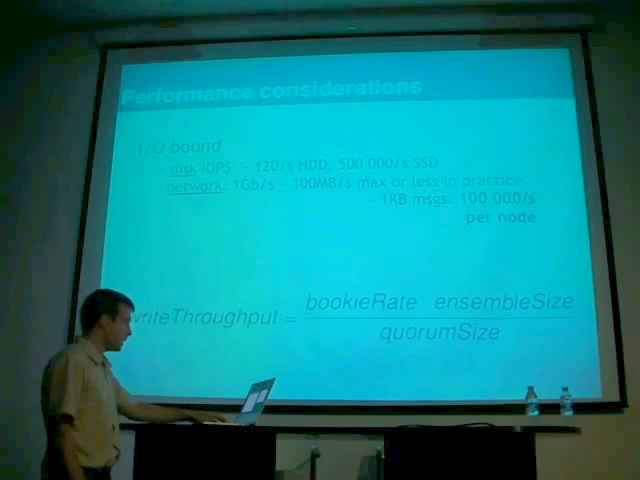 Performance considerations
I/O bound
- disk IOPS: ~ 120/s HDD, 500 000/s SSD
- network: 1Gb/s ~ 100MB/s max or less in practice
~ 1KB msgs: 100 000/s
per node
writeThroughput = bookieRate · ensembleSize
quorumSize